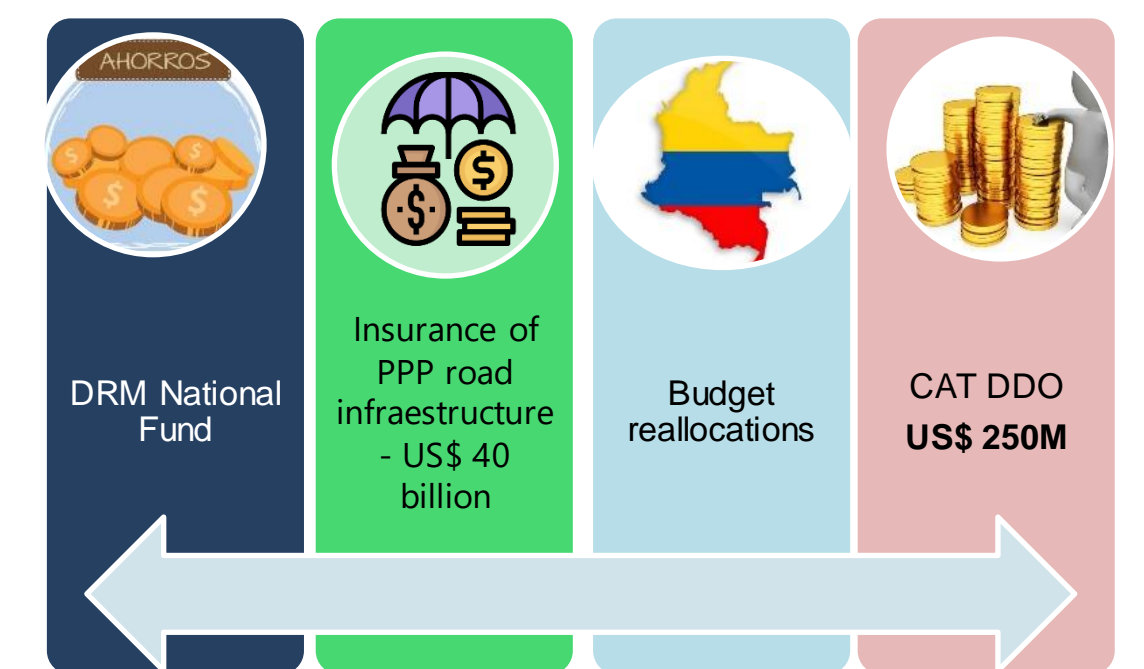 AHORROS
DRM National
Fund
Insurance of
PPP road
infraestructure
- US$ 40
billion
Budget
reallocations
CAT DDO
US$ 250M